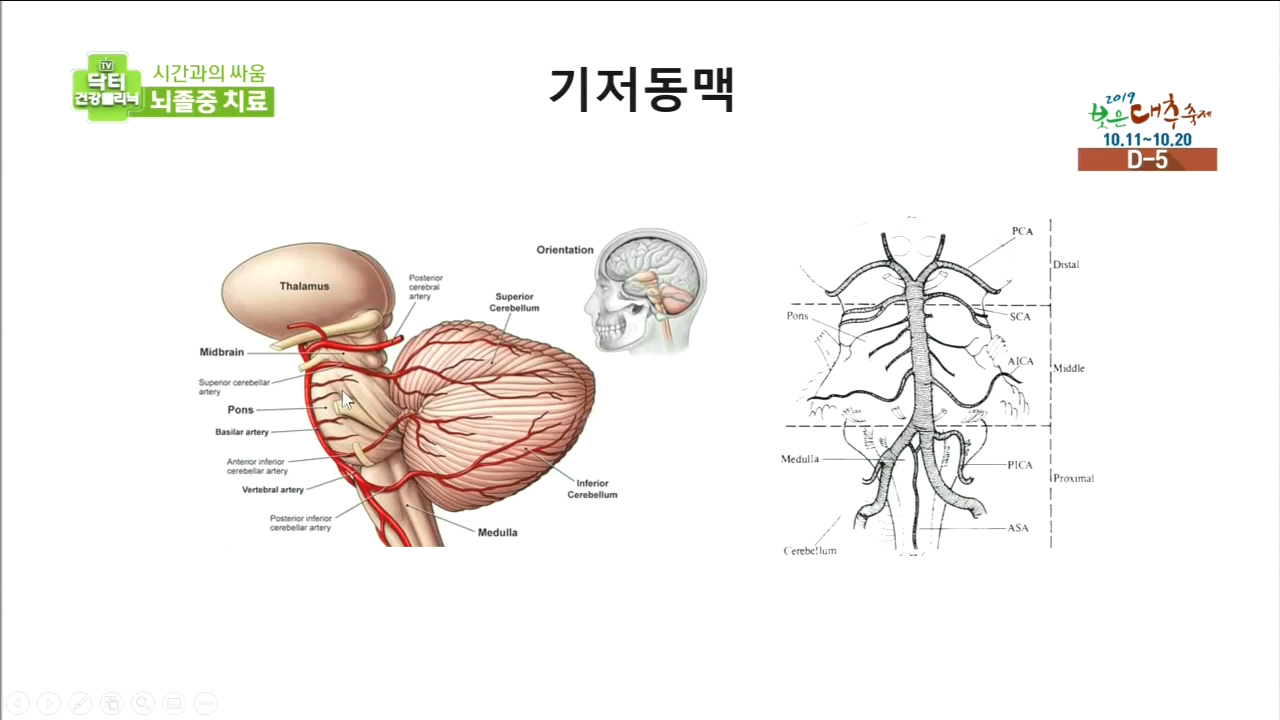 TV
닥터
건강클리닉
시간과의 싸움
뇌졸중 치료
기저동맥
2019
보은대추축제
10.11~10.20
D-5
Orientation
Thalamus
Posterior
cerebral
artery
Superior
Cerebellum
Midbrain
Superior cerebellar
artery
Pons
Basilar artery
Anterior inferior
cerebellar artery
Vertebral artery
Posterior inferior
cerebellar artery
Inferior
Cerebellum
Medulla
PCA
Distal
Pons
SCA
AICA
Middle
Medulla
PICA
Proximal
ASA
Cerebellum